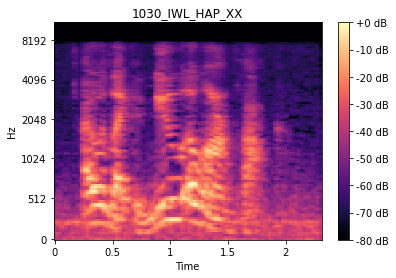 1030_IWL_HAP_XX
+0 dB
8192
-10 dB
4096
-20 dB
-30 dB
2048
Hz
-40 dB
1024
-50 dB
512
-60 dB
-70 dB
0
-80 dB
0
0.5
1
1.5
2
Time